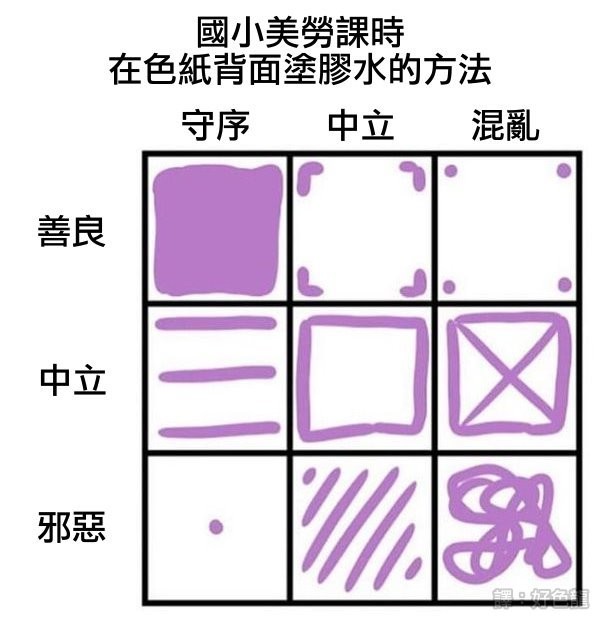 國小美勞課時
在色紙背面塗膠水的方法
守序 中立 混亂
善良
中立
邪惡
譯：好色龍